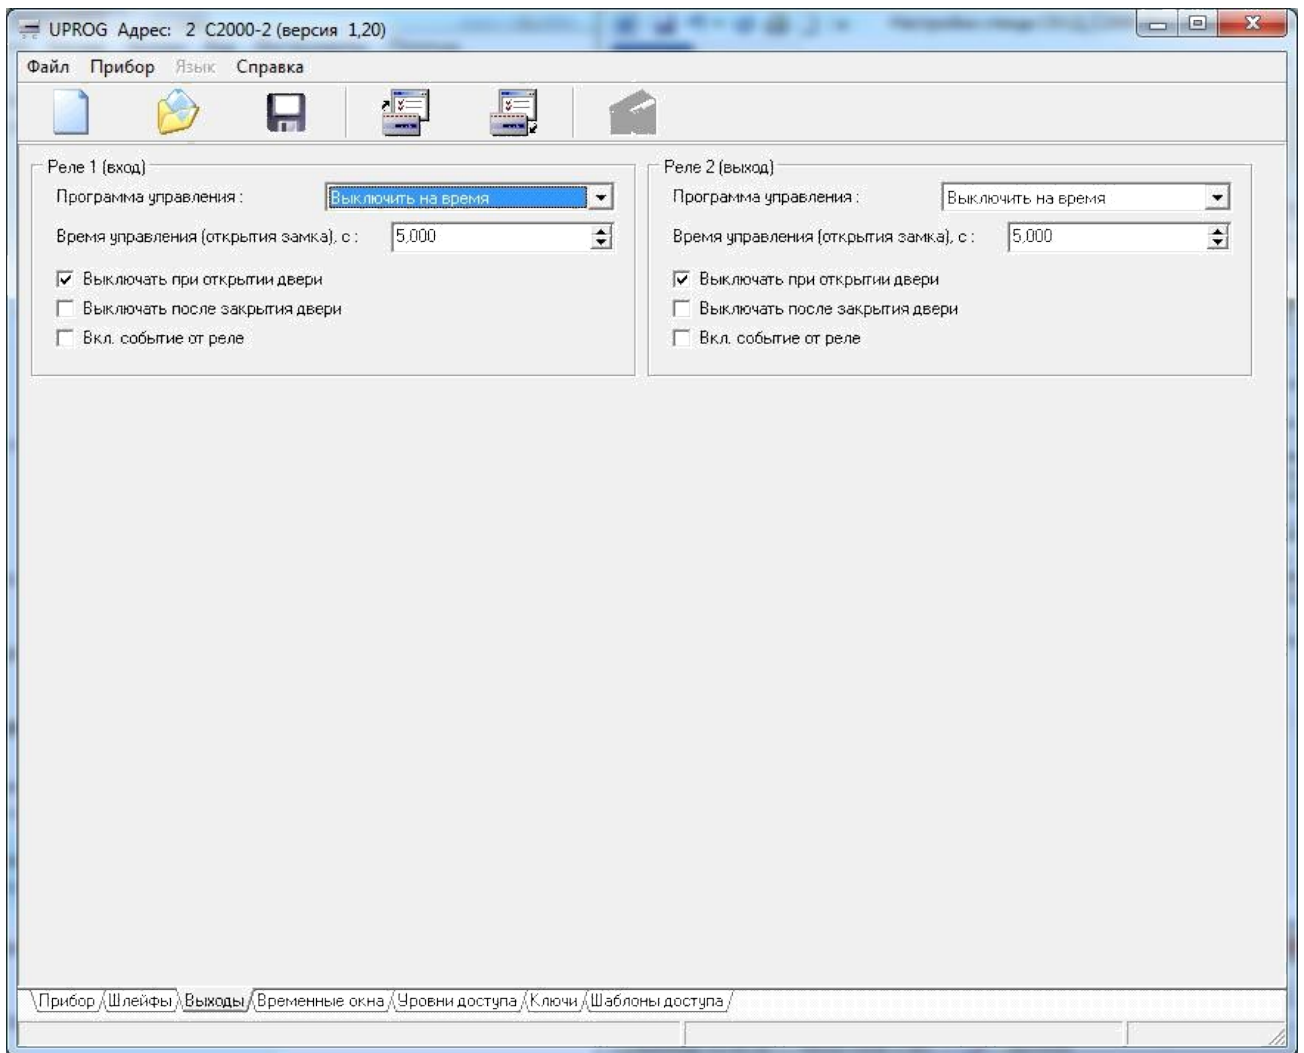 UPROG Адрес: 2 С2000-2 (версия 1,20)
Файл Прибор Язык Справка
Реле 1 (вход)
Программа управления : Выключить на время
Время управления (открытия замка), с : 5,000
Выключать при открытии двери
Выключать после закрытия двери
Вкл. событие от реле
Реле 2 (выход)
Программа управления : Выключить на время
Время управления (открытия замка), с : 5,000
Выключать при открытии двери
Выключать после закрытия двери
Вкл. событие от реле
Прибор Шлейфы Выходы Временные окна Уровни доступа Ключи Шаблоны доступа